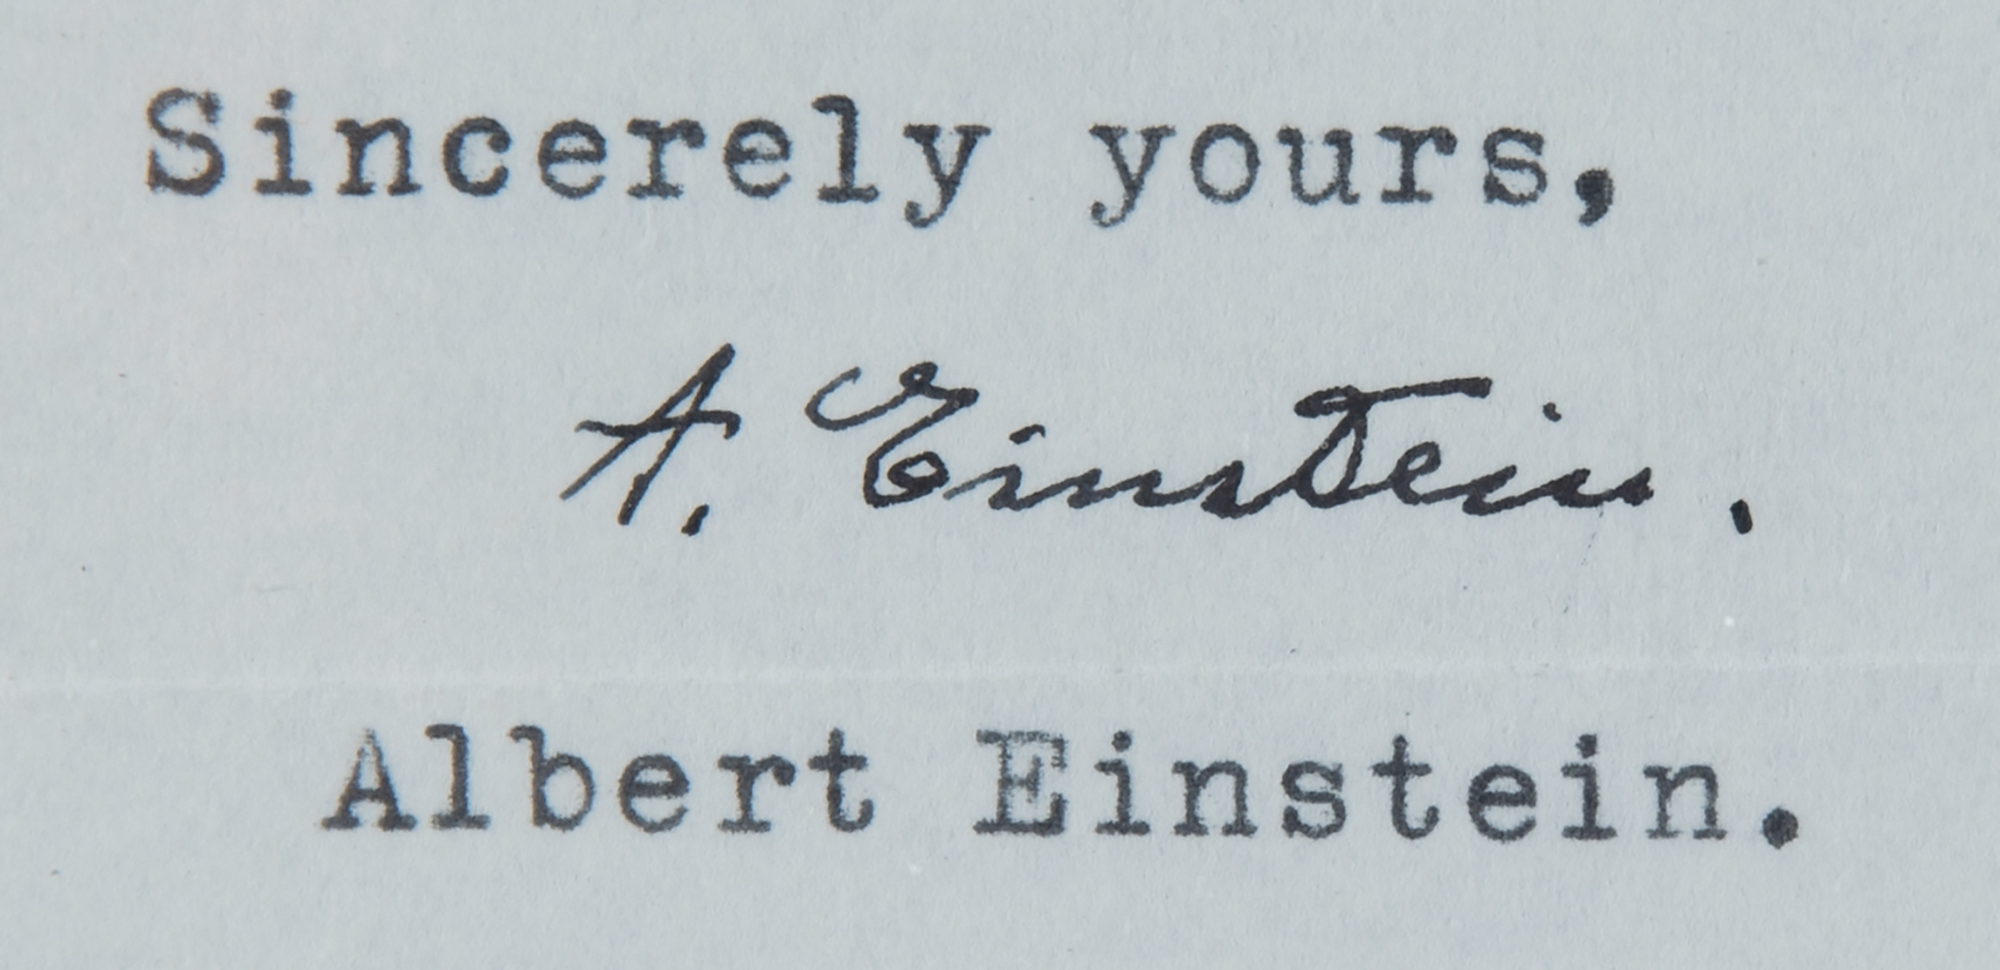 Sincerely yours,
A. Einstein.
Albert Einstein.